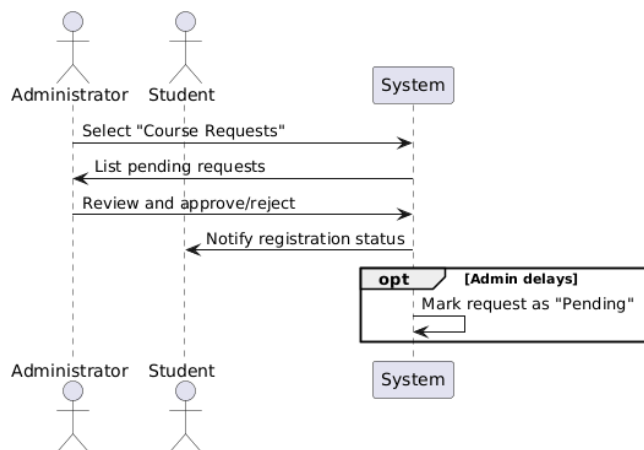 Administrator Student System
Select "Course Requests"
List pending requests
Review and approve/reject
Notify registration status
opt [Admin delays]
Mark request as "Pending"
Administrator Student System